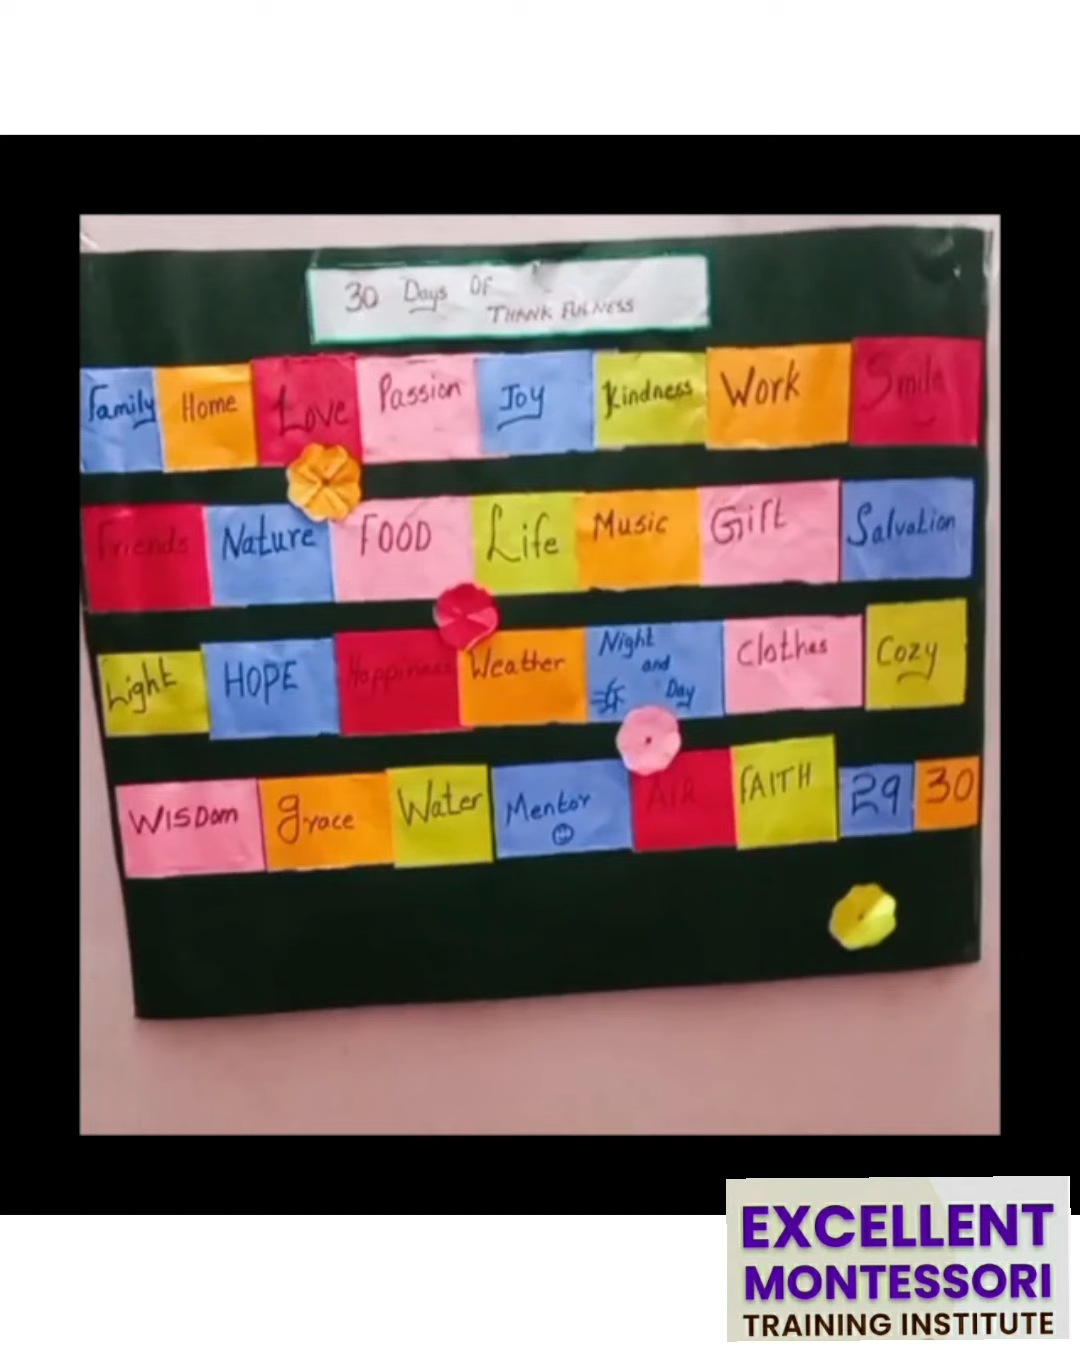 30 Days OF
THANKFULNESS
Family Home Love Passion Joy Kindness Work Smile
Friends Nature FOOD Life Music Gift Salvation
Light HOPE Happiness Weather Night and Day Clothes Cozy
WISDOM grace Water Mentor AIR FAITH 29 30
EXCELLENT
MONTESSORI
TRAINING INSTITUTE